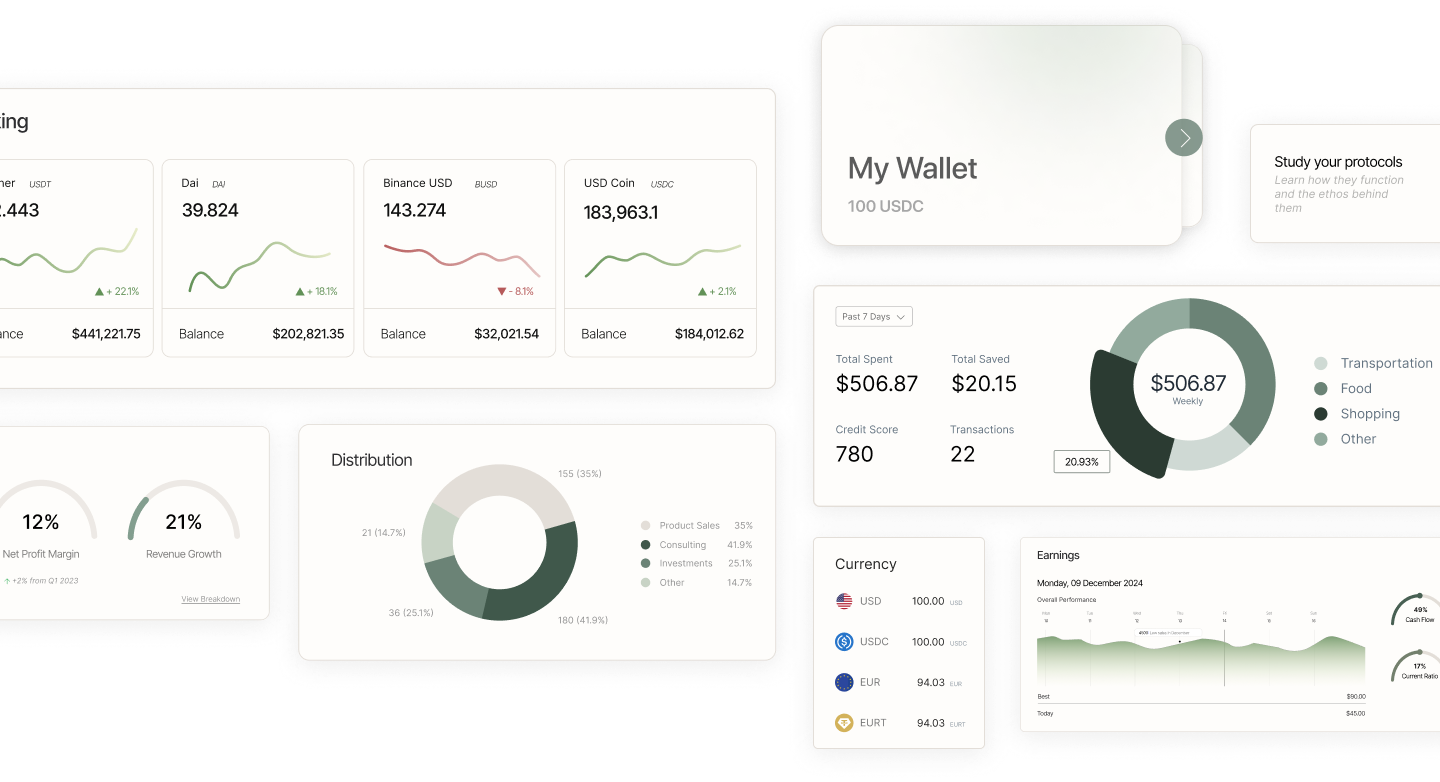 king
ner USDT
2.443
+ 22.1%
ance $441,221.75
Dai DAI
39.824
+ 18.1%
Balance $202,821.35
Binance USD BUSD
143.274
- 8.1%
Balance $32,021.54
USD Coin USDC
183,963.1
+ 2.1%
Balance $184,012.62
12%
Net Profit Margin
↑ +2% from Q1 2023
21%
Revenue Growth
View Breakdown
Distribution
155 (35%)
21 (14.7%)
36 (25.1%)
180 (41.9%)
Product Sales 35%
Consulting 41.9%
Investments 25.1%
Other 14.7%
My Wallet
100 USDC
Study your protocols
Learn how they function
and the ethos behind
them
Past 7 Days
Total Spent
$506.87
Total Saved
$20.15
Credit Score
780
Transactions
22
$506.87
Weekly
20.93%
Transportation
Food
Shopping
Other
Currency
USD 100.00 USD
USDC 100.00 USDC
EUR 94.03 EUR
EURT 94.03 EURT
Earnings
Monday, 09 December 2024
Overall Performance
Best $90.00
Today $45.00
49%
Cash Flow
17%
Current Ratio